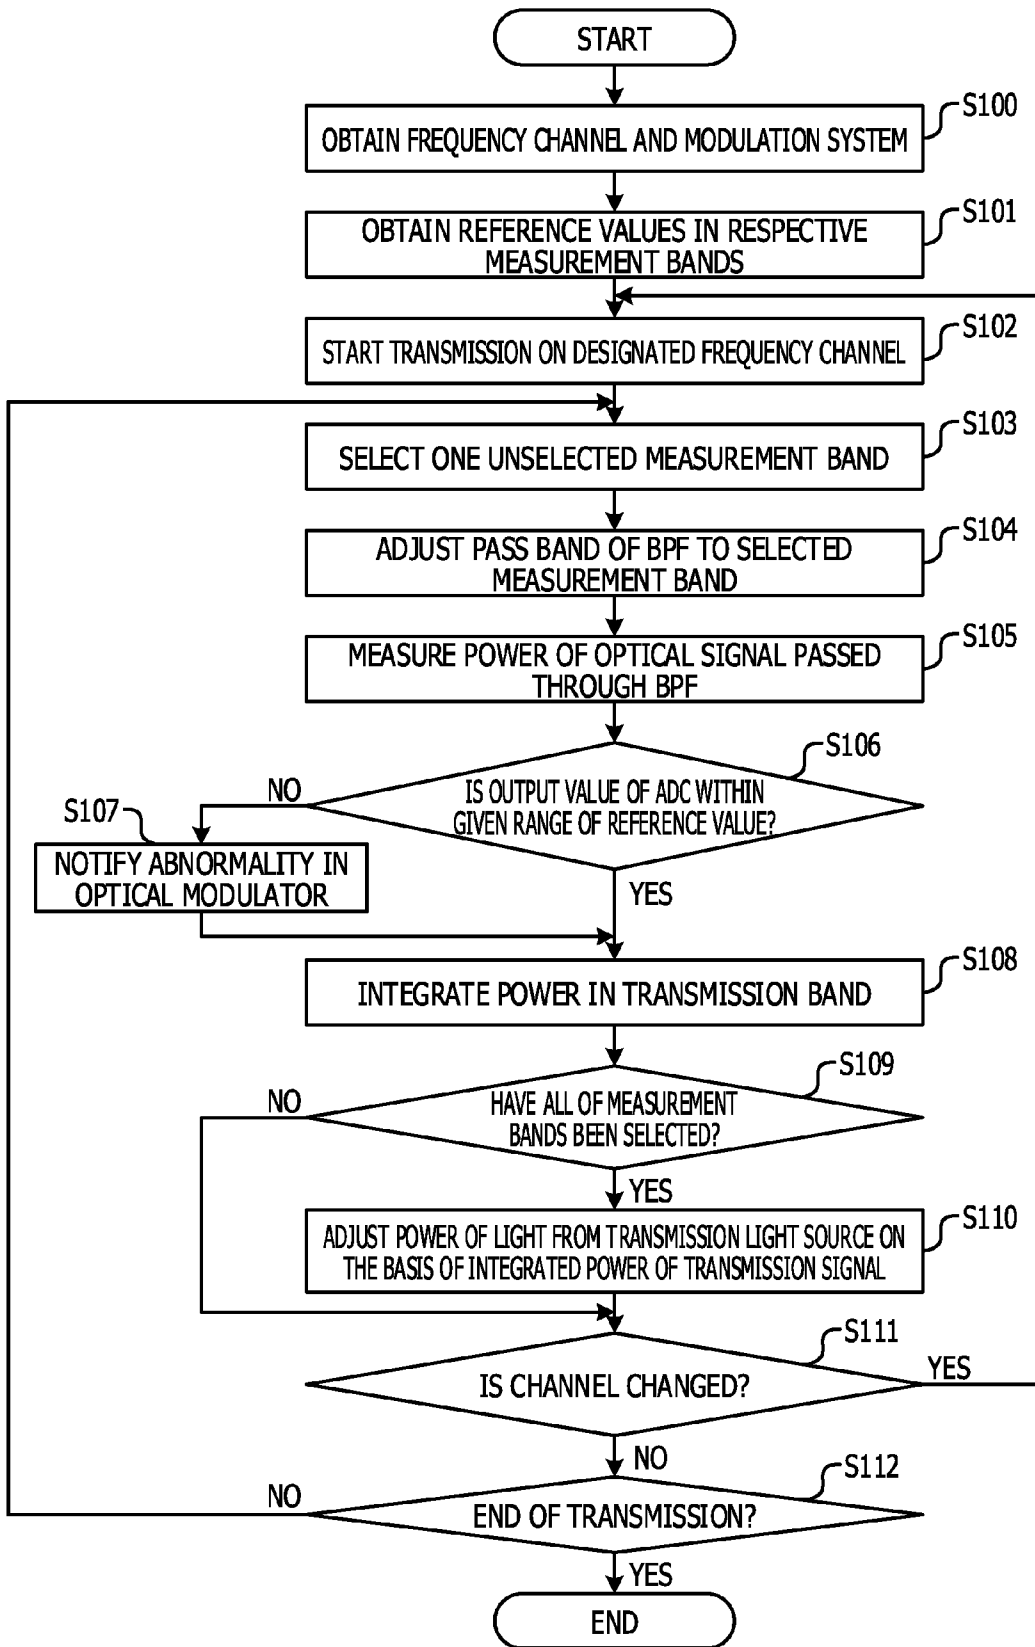 START
S100
OBTAIN FREQUENCY CHANNEL AND MODULATION SYSTEM
S101
OBTAIN REFERENCE VALUES IN RESPECTIVE
MEASUREMENT BANDS
S102
START TRANSMISSION ON DESIGNATED FREQUENCY CHANNEL
S103
SELECT ONE UNSELECTED MEASUREMENT BAND
S104
ADJUST PASS BAND OF BPF TO SELECTED
MEASUREMENT BAND
S105
MEASURE POWER OF OPTICAL SIGNAL PASSED
THROUGH BPF
S106
NO
IS OUTPUT VALUE OF ADC WITHIN
GIVEN RANGE OF REFERENCE VALUE?
S107
NOTIFY ABNORMALITY IN
OPTICAL MODULATOR
YES
S108
INTEGRATE POWER IN TRANSMISSION BAND
S109
NO
HAVE ALL OF MEASUREMENT
BANDS BEEN SELECTED?
YES
S110
ADJUST POWER OF LIGHT FROM TRANSMISSION LIGHT SOURCE ON
THE BASIS OF INTEGRATED POWER OF TRANSMISSION SIGNAL
S111
YES
IS CHANNEL CHANGED?
NO
S112
NO
END OF TRANSMISSION?
YES
END